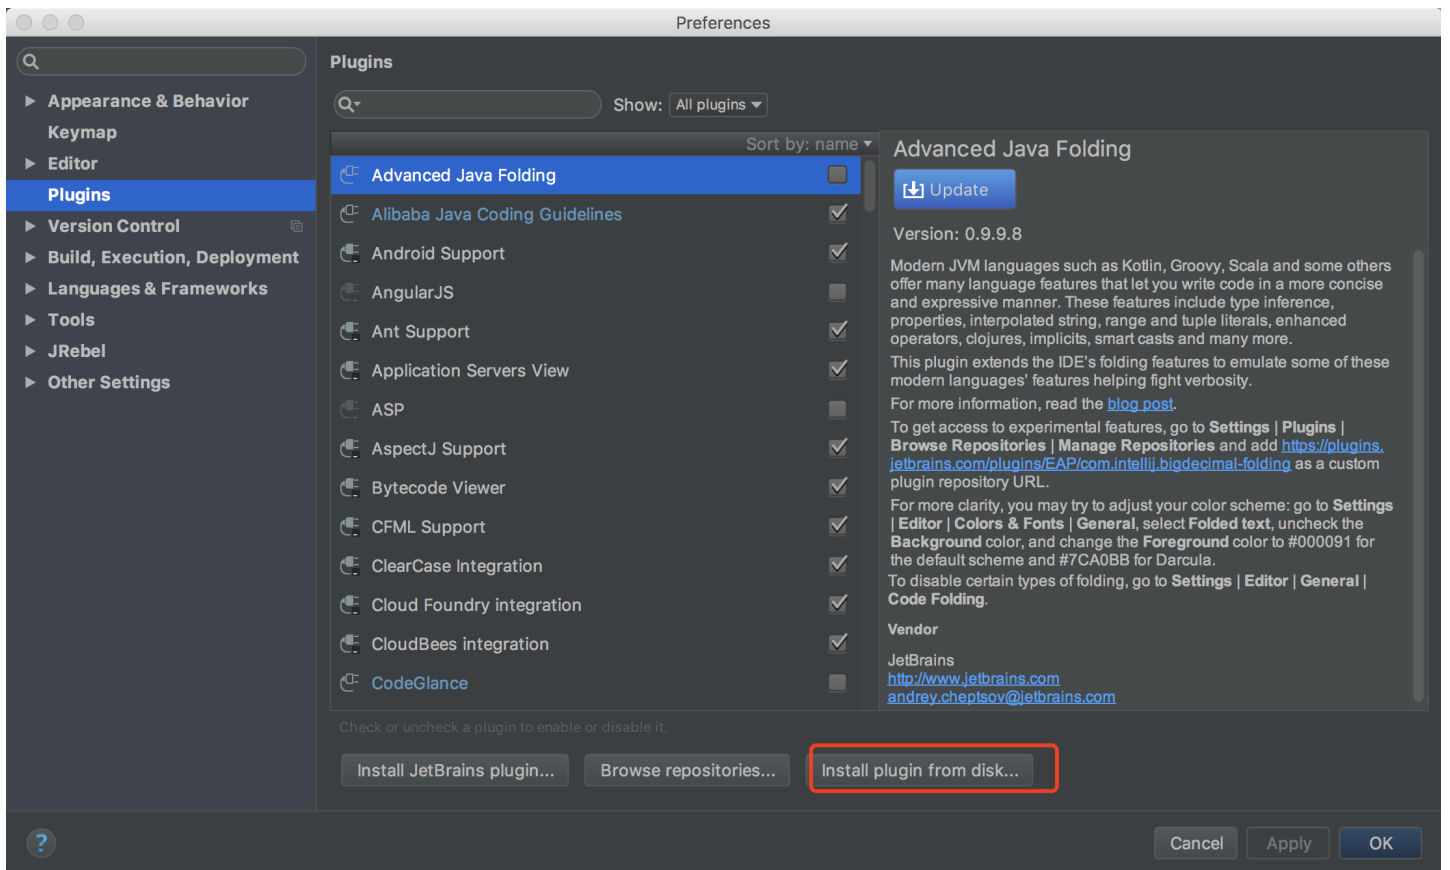 Preferences
Appearance & Behavior
Keymap
Editor
Plugins
Version Control
Build, Execution, Deployment
Languages & Frameworks
Tools
JRebel
Other Settings
Plugins
Show: All plugins
Sort by: name
Advanced Java Folding
Alibaba Java Coding Guidelines
Android Support
AngularJS
Ant Support
Application Servers View
ASP
AspectJ Support
Bytecode Viewer
CFML Support
ClearCase Integration
Cloud Foundry integration
CloudBees integration
CodeGlance
Advanced Java Folding
Update
Version: 0.9.9.8
Modern JVM languages such as Kotlin, Groovy, Scala and some others
offer many language features that let you write code in a more concise
and expressive manner. These features include type inference,
properties, interpolated string, range and tuple literals, enhanced
operators, clojures, implicits, smart casts and many more.
This plugin extends the IDE's folding features to emulate some of these
modern languages' features helping fight verbosity.
For more information, read the blog post.
To get access to experimental features, go to Settings | Plugins |
Browse Repositories | Manage Repositories and add https://plugins.
jetbrains.com/plugins/EAP/com.intellij.bigdecimal-folding as a custom
plugin repository URL.
For more clarity, you may try to adjust your color scheme: go to Settings
| Editor | Colors & Fonts | General, select Folded text, uncheck the
Background color, and change the Foreground color to #000091 for
the default scheme and #7CA0BB for Darcula.
To disable certain types of folding, go to Settings | Editor | General |
Code Folding.
Vendor
JetBrains
http://www.jetbrains.com
andrey.cheptsov@jetbrains.com
Check or uncheck a plugin to enable or disable it.
Install JetBrains plugin...
Browse repositories...
Install plugin from disk...
?
Cancel
Apply
OK